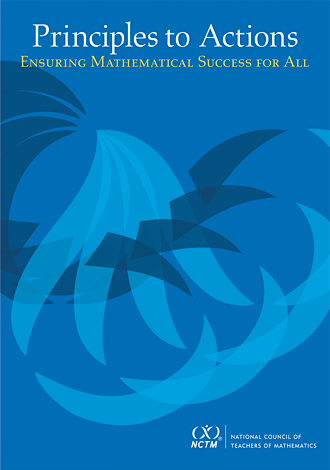 Principles to Actions
Ensuring Mathematical Success for All
NCTM®
NATIONAL COUNCIL OF
TEACHERS OF MATHEMATICS